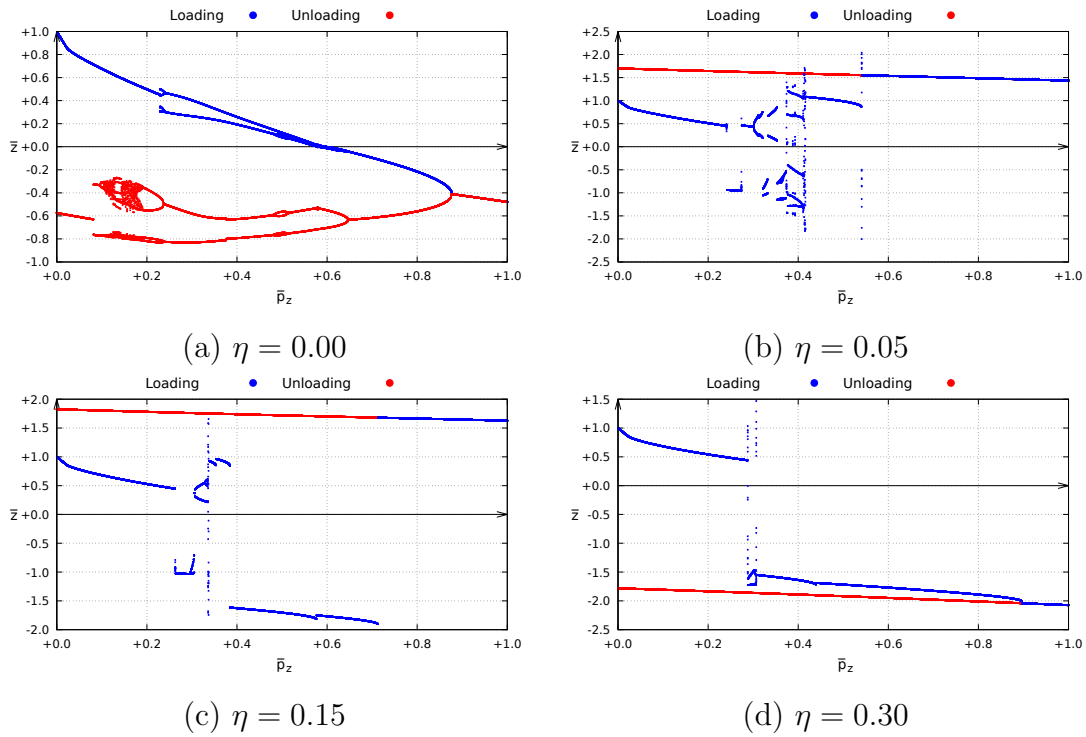 Loading Unloading
+1.0
+0.8
+0.6
+0.4
+0.2
+0.0
-0.2
-0.4
-0.6
-0.8
-1.0
z̄
+0.0 +0.2 +0.4 +0.6 +0.8 +1.0
p̄z
(a) η = 0.00
Loading Unloading
+2.5
+2.0
+1.5
+1.0
+0.5
+0.0
-0.5
-1.0
-1.5
-2.0
-2.5
z̄
+0.0 +0.2 +0.4 +0.6 +0.8 +1.0
p̄z
(b) η = 0.05
Loading Unloading
+2.0
+1.5
+1.0
+0.5
+0.0
-0.5
-1.0
-1.5
-2.0
z̄
+0.0 +0.2 +0.4 +0.6 +0.8 +1.0
p̄z
(c) η = 0.15
Loading Unloading
+1.5
+1.0
+0.5
+0.0
-0.5
-1.0
-1.5
-2.0
-2.5
z̄
+0.0 +0.2 +0.4 +0.6 +0.8 +1.0
p̄z
(d) η = 0.30